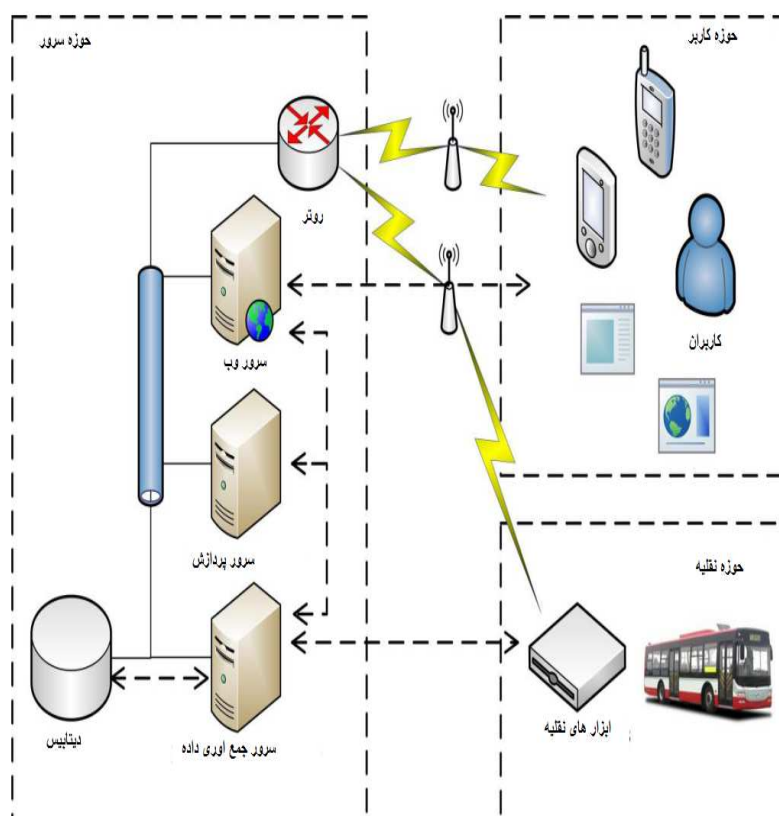 حوزه کاربر
حوزه سرور
روتر
سرور وب
کاربران
سرور پردازش
حوزه نقلیه
دیتابیس
سرور جمع اوری داده
ابزار های نقلیه